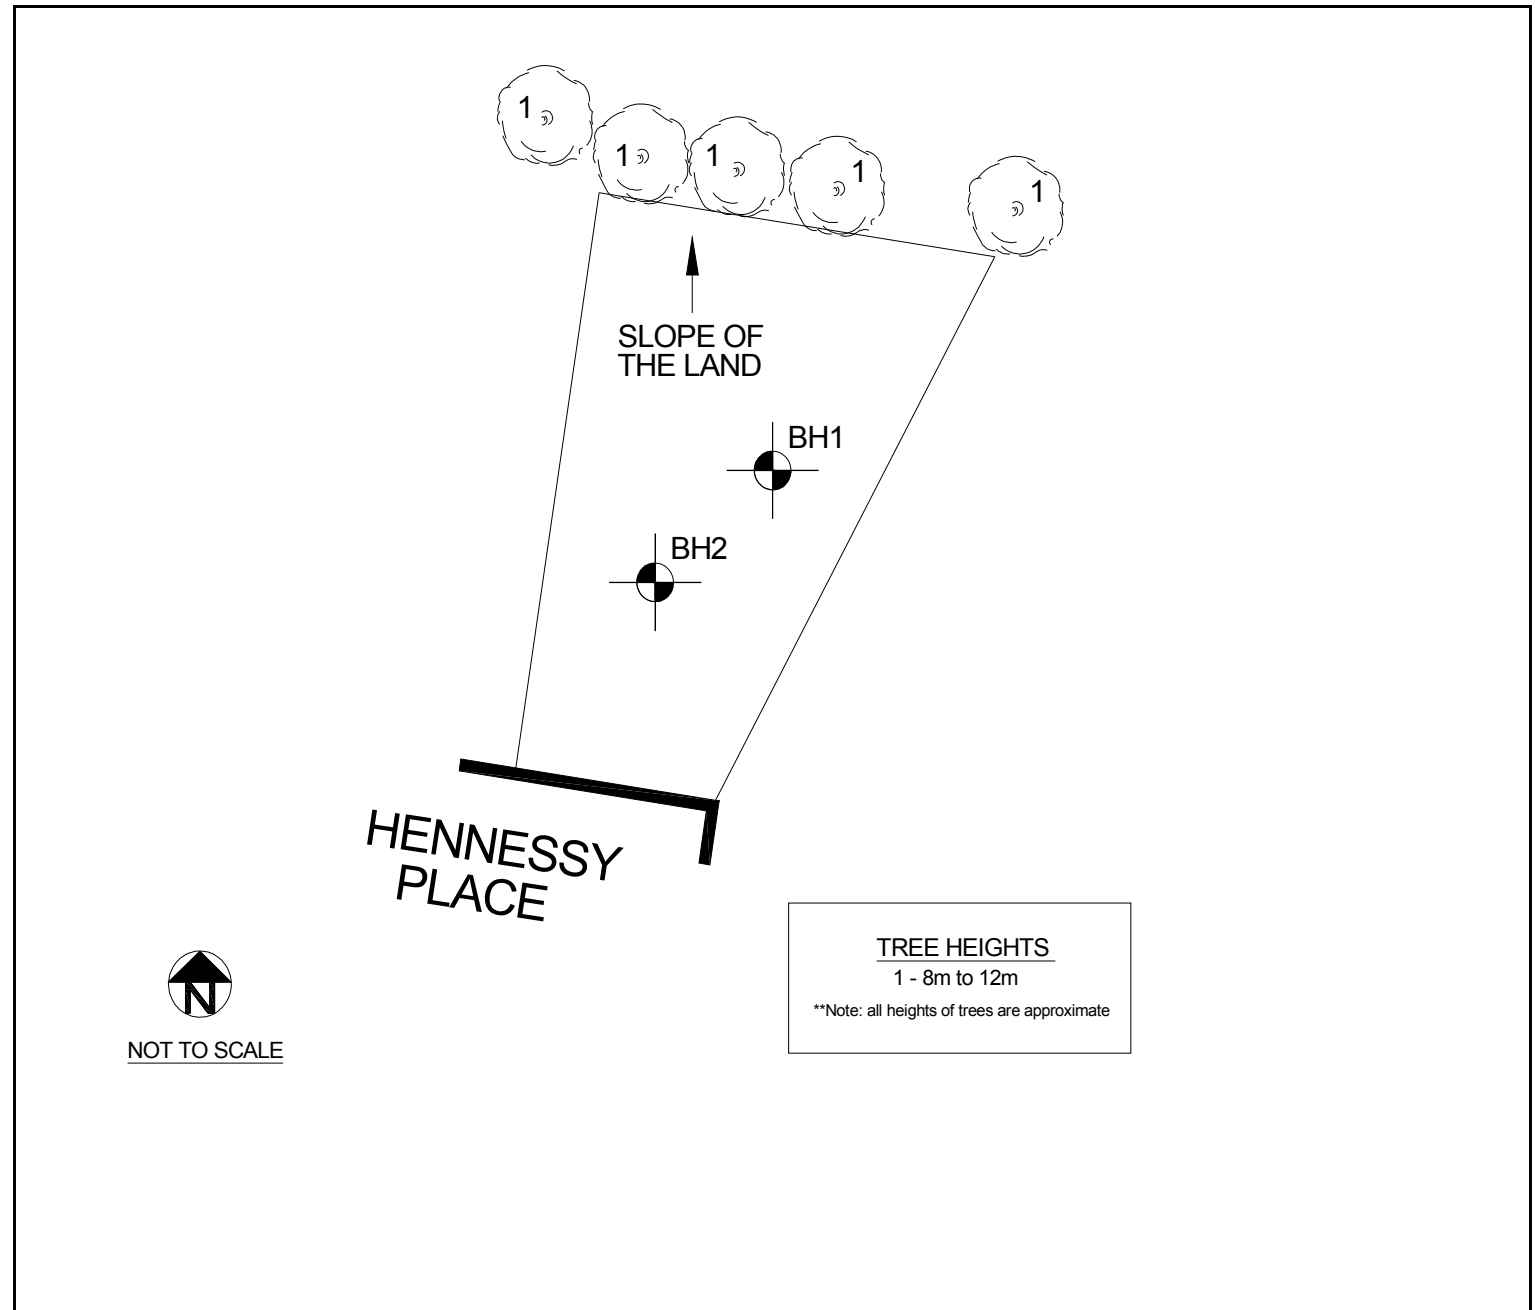 1
1
1
1
1
SLOPE OF
THE LAND
BH1
BH2
HENNESSY
PLACE
N
NOT TO SCALE
TREE HEIGHTS
1 - 8m to 12m
**Note: all heights of trees are approximate